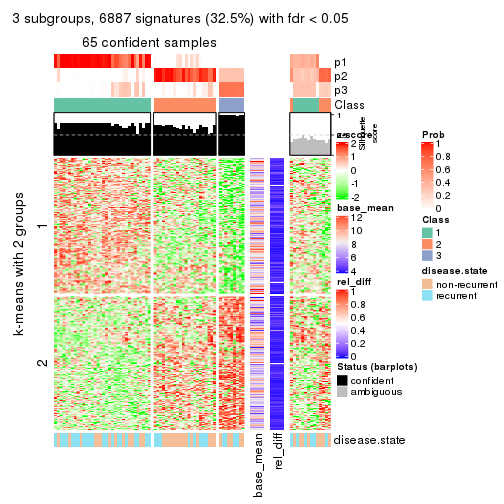 3 subgroups, 6887 signatures (32.5%) with fdr < 0.05
65 confident samples
p1
p2
p3
Class
1
Silhouette
score
k-means with 2 groups
1
2
z-score
2
1
0
-1
-2
base_mean
12
10
8
6
4
rel_diff
1
0.8
0.6
0.4
0.2
0
Status (barplots)
confident
ambiguous
Prob
1
0.8
0.6
0.4
0.2
0
Class
1
2
3
disease.state
non-recurrent
recurrent
disease.state
base_mean
rel_diff